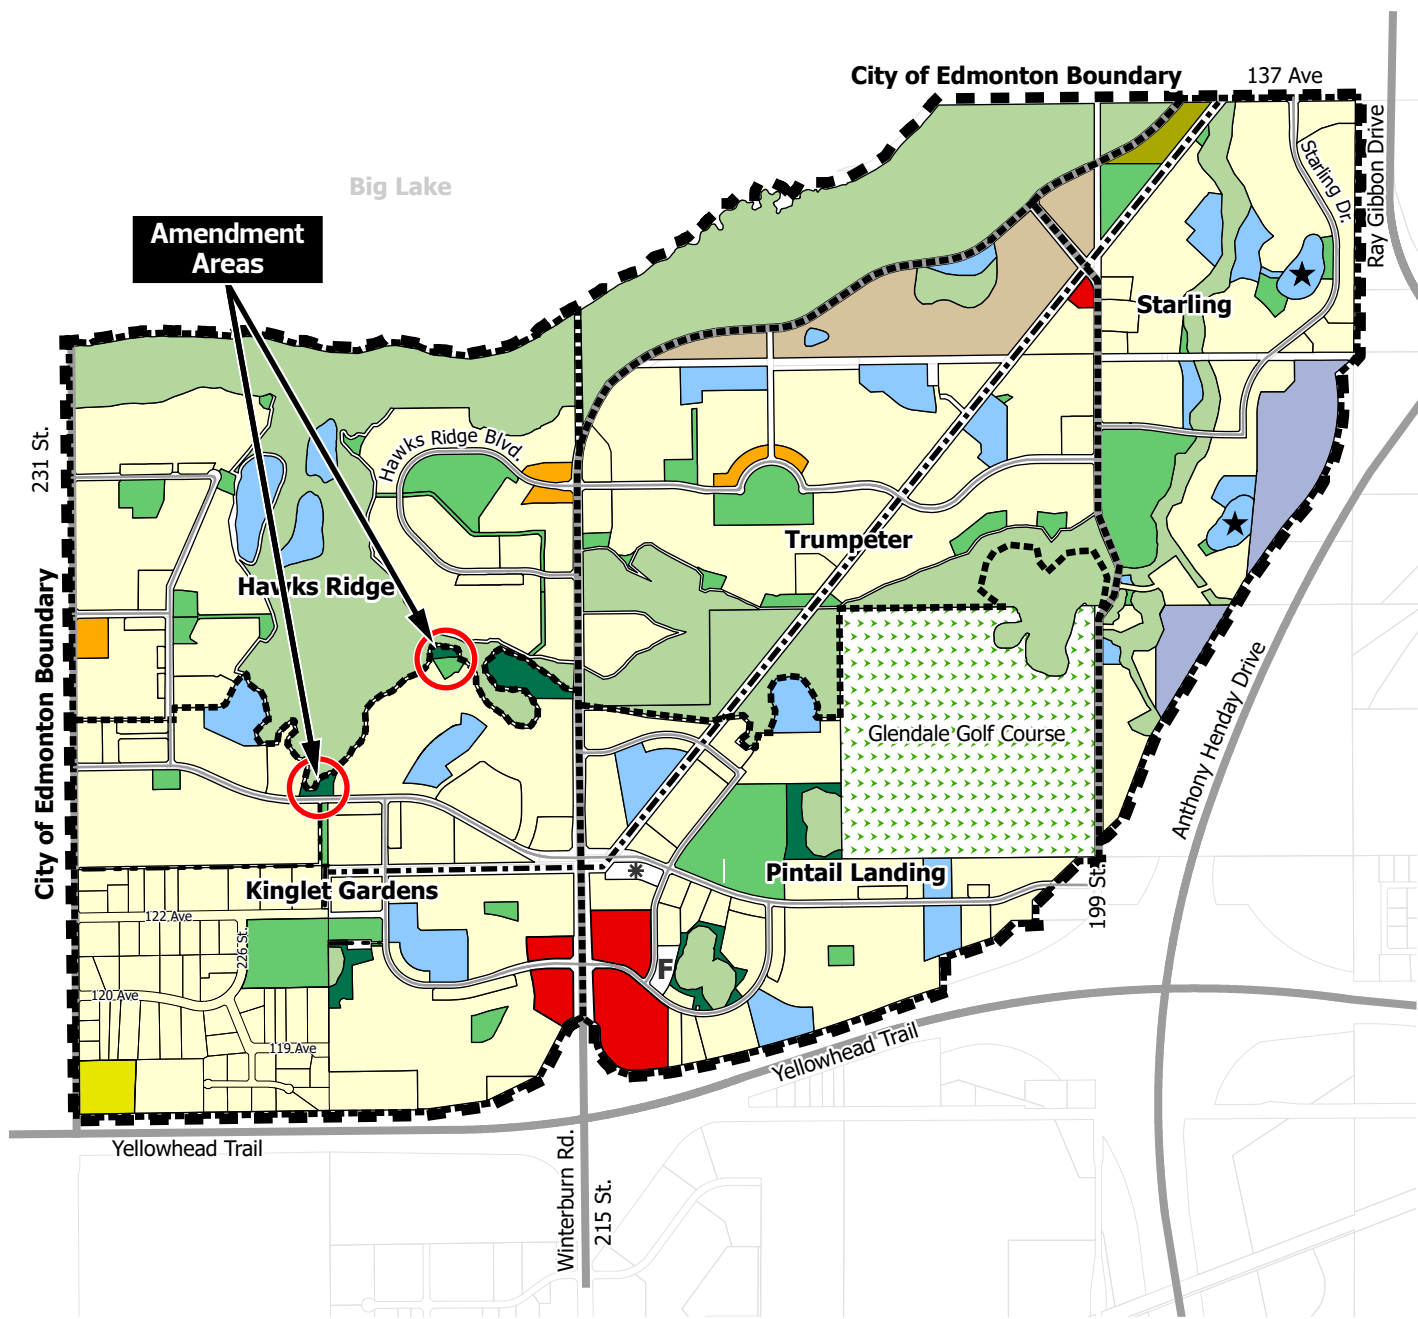 City of Edmonton Boundary
137 Ave
Ray Gibbon Drive
Starling Dr.
Big Lake
Amendment
Areas
Starling
231 St.
Hawks Ridge Blvd.
Trumpeter
Hawks Ridge
City of Edmonton Boundary
Glendale Golf Course
Anthony Henday Drive
Pintail Landing
Kinglet Gardens
199 St.
122 Ave
226 St.
F
120 Ave
119 Ave
Yellowhead Trail
Yellowhead Trail
Winterburn Rd.
215 St.